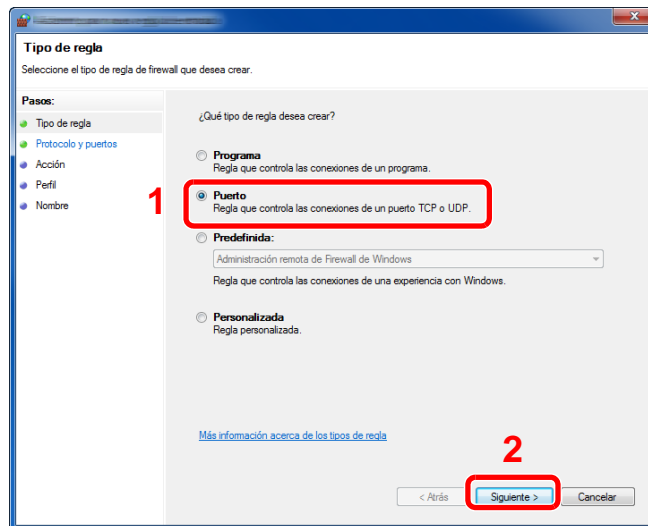 Tipo de regla
Seleccione el tipo de regla de firewall que desea crear.
Pasos:
Tipo de regla
Protocolo y puertos
Acción
Perfil
Nombre
¿Qué tipo de regla desea crear?
Programa
Regla que controla las conexiones de un programa.
1
Puerto
Regla que controla las conexiones de un puerto TCP o UDP.
Predefinida:
Administración remota de Firewall de Windows
Regla que controla las conexiones de una experiencia con Windows.
Personalizada
Regla personalizada.
Más información acerca de los tipos de regla
2
< Atrás
Siguiente >
Cancelar